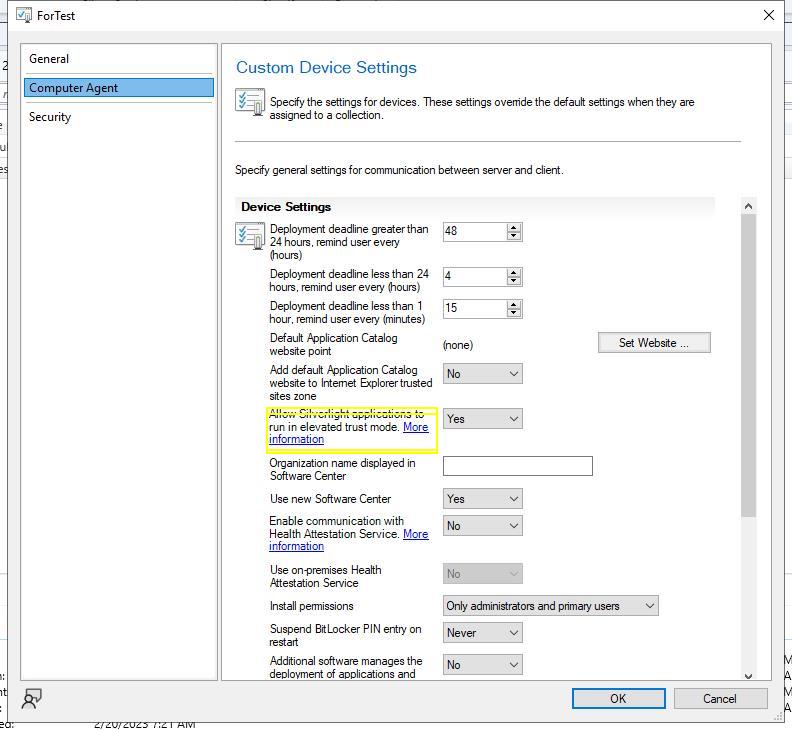 ForTest
General
Computer Agent
Security
Custom Device Settings
Specify the settings for devices. These settings override the default settings when they are
assigned to a collection.
Specify general settings for communication between server and client.
Device Settings
Deployment deadline greater than
24 hours, remind user every
(hours)
48
Deployment deadline less than 24
hours, remind user every (hours)
4
Deployment deadline less than 1
hour, remind user every (minutes)
15
Default Application Catalog
website point
(none)
Set Website ...
Add default Application Catalog
website to Internet Explorer trusted
sites zone
No
Allow Silverlight applications to
run in elevated trust mode. More
information
Yes
Organization name displayed in
Software Center
Use new Software Center
Yes
Enable communication with
Health Attestation Service. More
information
No
Use on-premises Health
Attestation Service
No
Install permissions
Only administrators and primary users
Suspend BitLocker PIN entry on
restart
Never
Additional software manages the
deployment of applications and
No
OK
Cancel
2/20/2023 7:21 AM